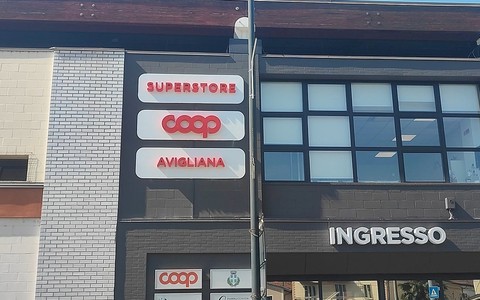 SUPERSTORE
coop
AVIGLIANA
INGRESSO
coop